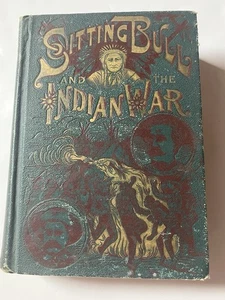 SITTING BULL
AND THE
INDIAN WAR